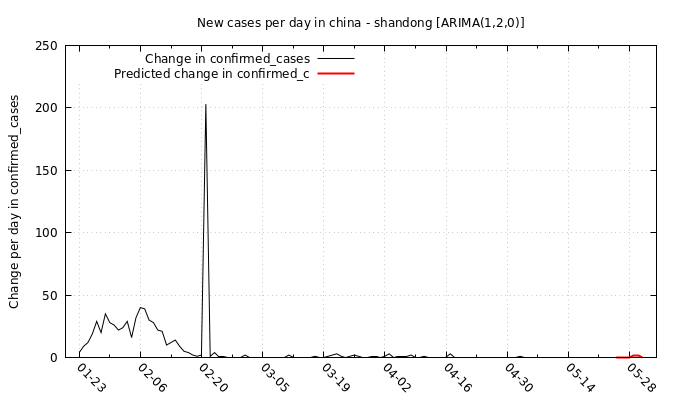 New cases per day in china - shandong [ARIMA(1,2,0)]
Change in confirmed_cases
Predicted change in confirmed_c
Change per day in confirmed_cases
250
200
150
100
50
0
01-23 02-06 02-20 03-05 03-19 04-02 04-16 04-30 05-14 05-28